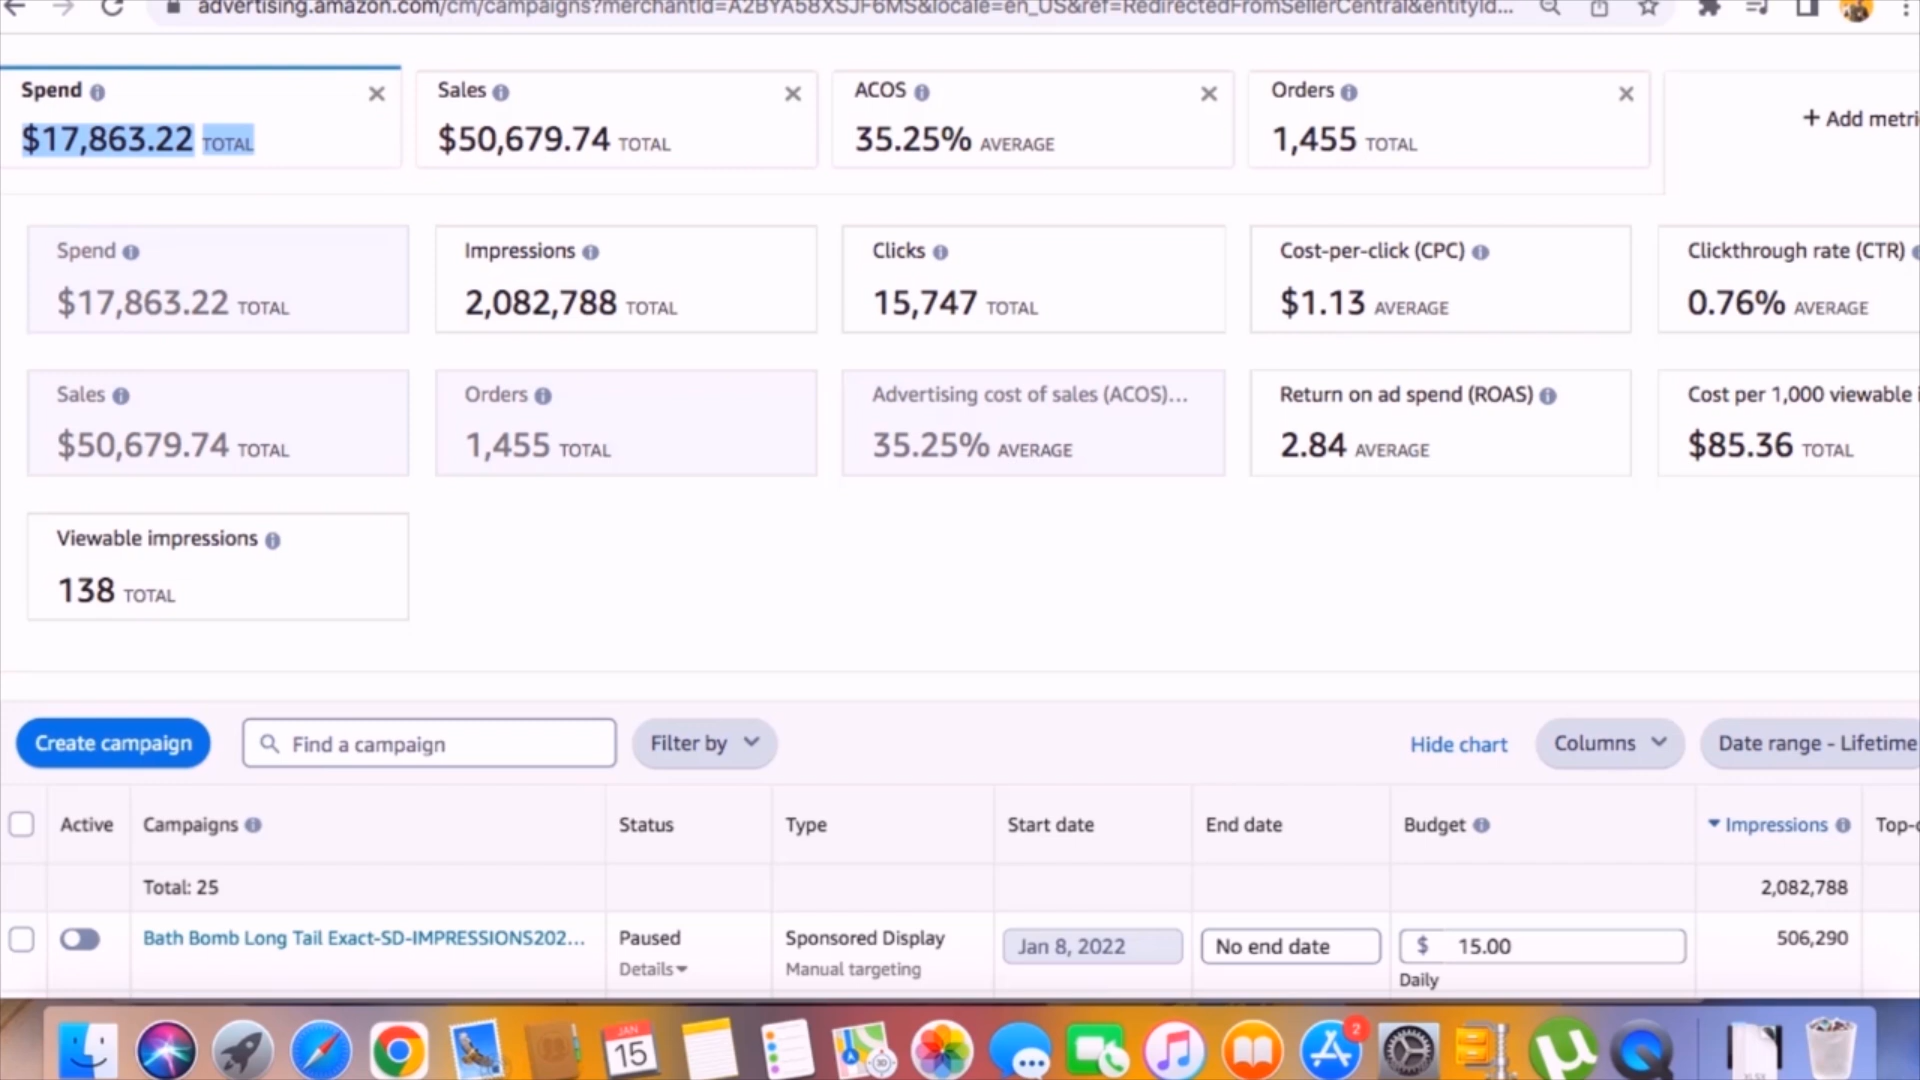 advertising.amazon.com/cm/campaigns?merchantId=A2BYA58XSJF6MS&locale=en_US&ref=RedirectedFromSellerCentral&entityId...
Spend
$17,863.22 TOTAL
Sales
$50,679.74 TOTAL
ACOS
35.25% AVERAGE
Orders
1,455 TOTAL
+ Add metri
Spend
$17,863.22 TOTAL
Impressions
2,082,788 TOTAL
Clicks
15,747 TOTAL
Cost-per-click (CPC)
$1.13 AVERAGE
Clickthrough rate (CTR)
0.76% AVERAGE
Sales
$50,679.74 TOTAL
Orders
1,455 TOTAL
Advertising cost of sales (ACOS)...
35.25% AVERAGE
Return on ad spend (ROAS)
2.84 AVERAGE
Cost per 1,000 viewable i
$85.36 TOTAL
Viewable impressions
138 TOTAL
Create campaign
Find a campaign
Filter by
Hide chart
Columns
Date range - Lifetime
Active
Campaigns
Status
Type
Start date
End date
Budget
Impressions
Top-
Total: 25
2,082,788
Bath Bomb Long Tail Exact-SD-IMPRESSIONS202...
Paused
Details
Sponsored Display
Manual targeting
Jan 8, 2022
No end date
$ 15.00
Daily
506,290
JAN
15
2